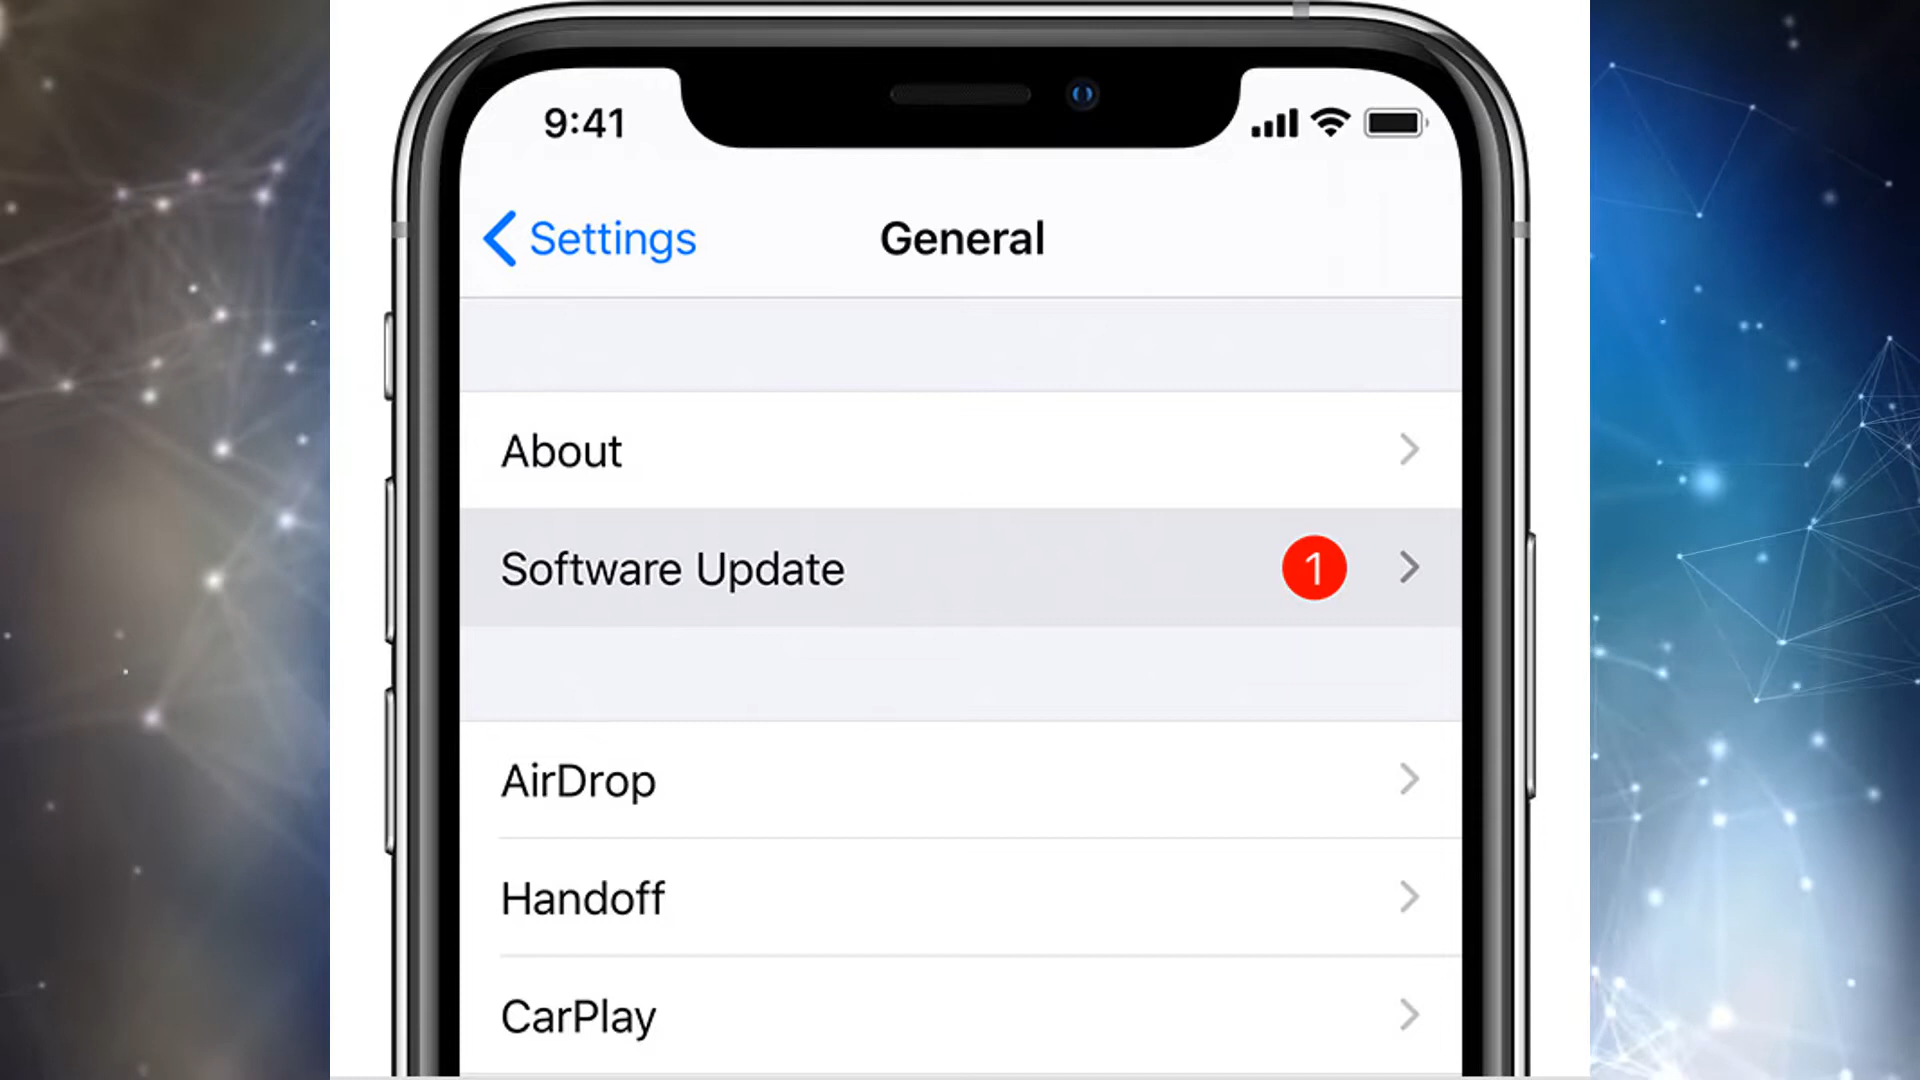 9:41
Settings
General
About
Software Update
1
AirDrop
Handoff
CarPlay